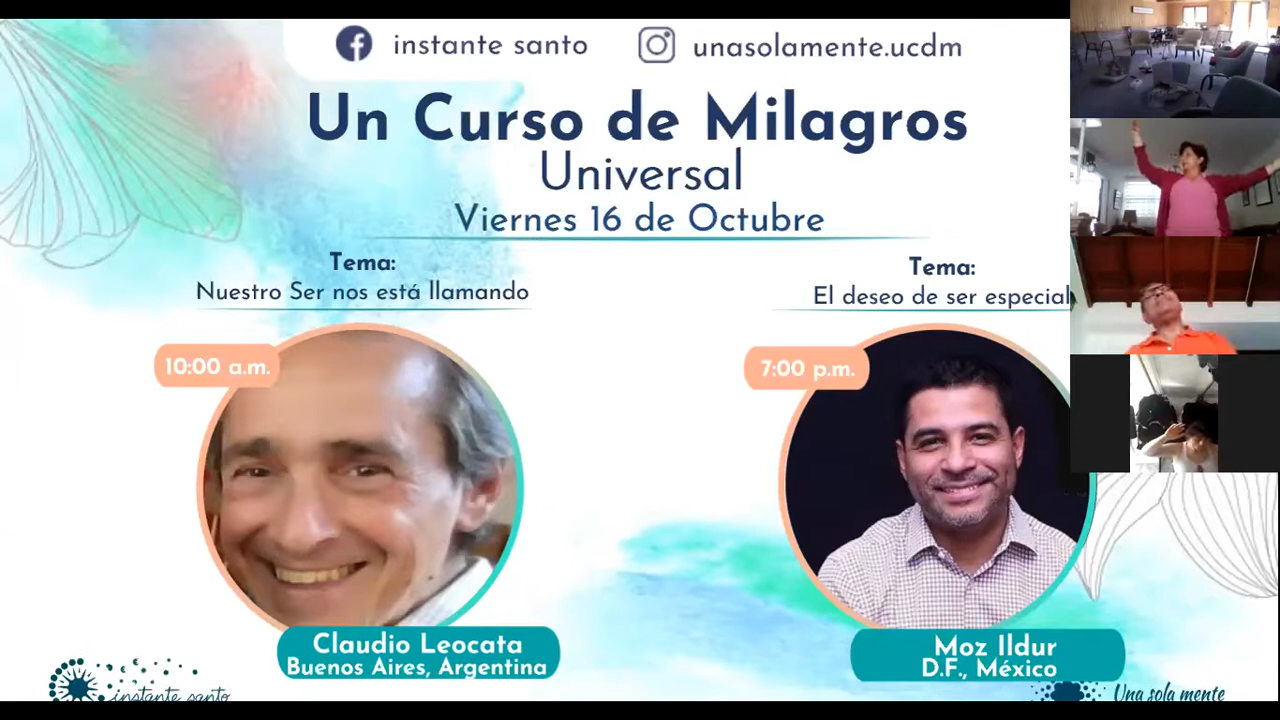 instante santo
unasolamente.ucdm
Un Curso de Milagros
Universal
Viernes 16 de Octubre
Tema:
Nuestro Ser nos está llamando
Tema:
El deseo de ser especial
10:00 a.m.
7:00 p.m.
Claudio Leocata
Buenos Aires, Argentina
Moz Ildur
D.F., México
instante santo
Una sola mente